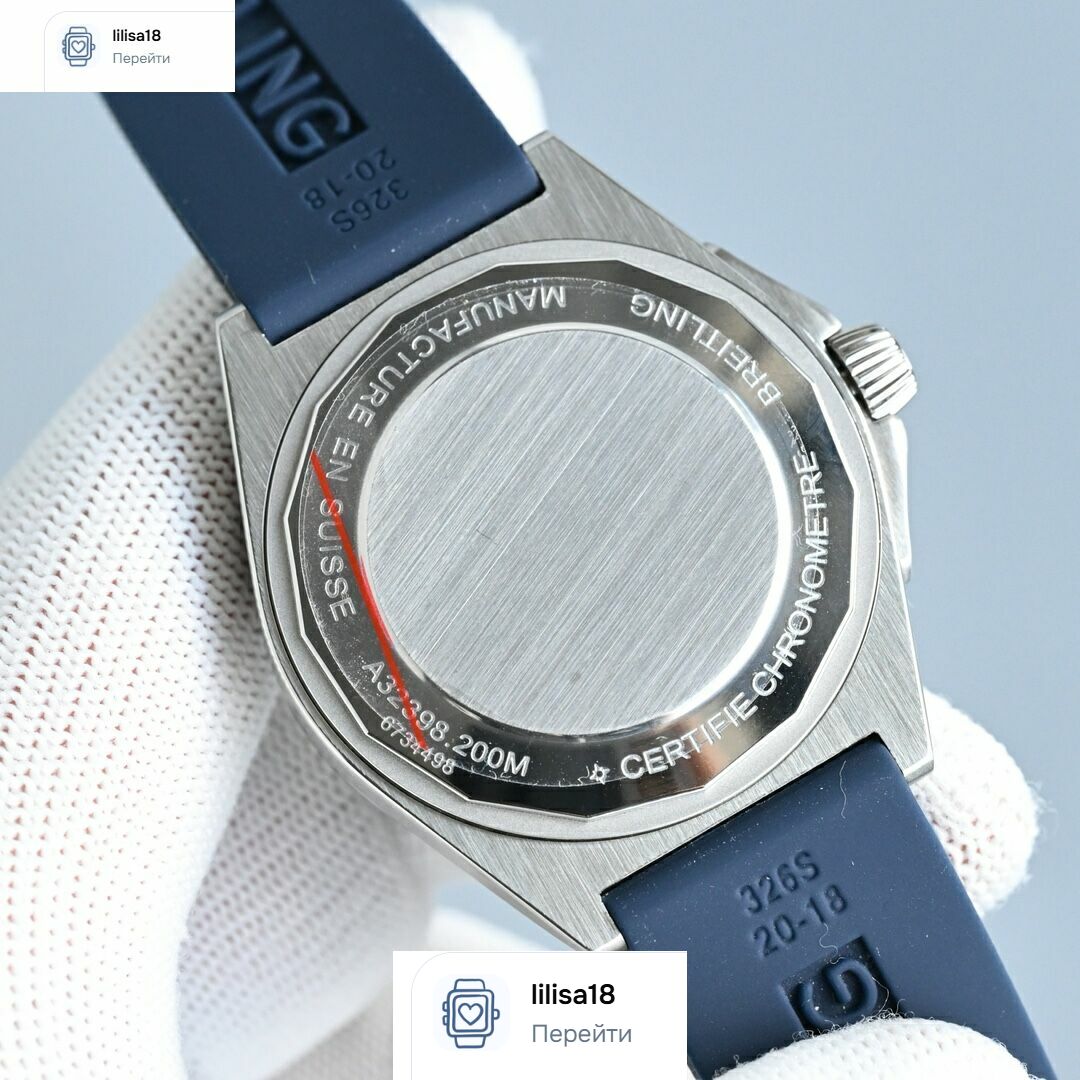 lilisa18
Перейти
ING
326S
20-18
BREITLING
MANUFACTURE EN SUISSE
A32398.200M
6734498
CERTIFIE CHRONOMETRE
326S
20-18
lilisa18
Перейти